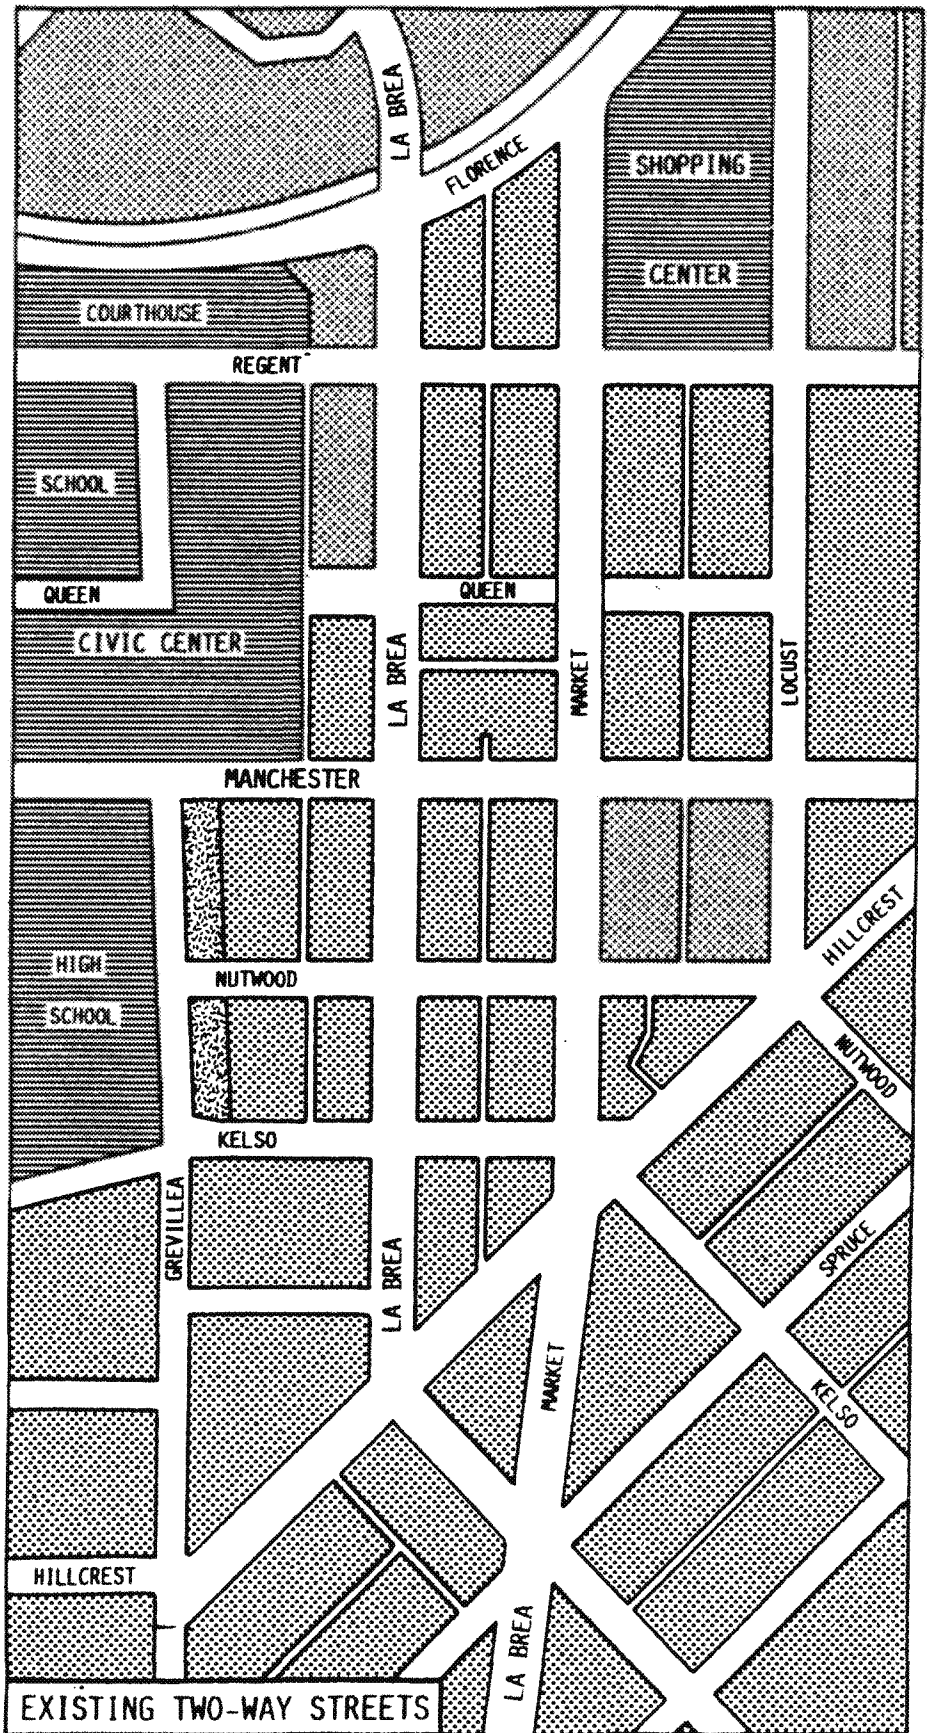 LA BREA
FLORENCE
SHOPPING
CENTER
COURTHOUSE
REGENT
SCHOOL
QUEEN
QUEEN
CIVIC CENTER
LA BREA
MARKET
LOCUST
MANCHESTER
HILLCREST
HIGH
SCHOOL
NUTWOOD
NUTWOOD
KELSO
GREVILLEA
LA BREA
SPRUCE
MARKET
KELSO
HILLCREST
LA BREA
EXISTING TWO-WAY STREETS